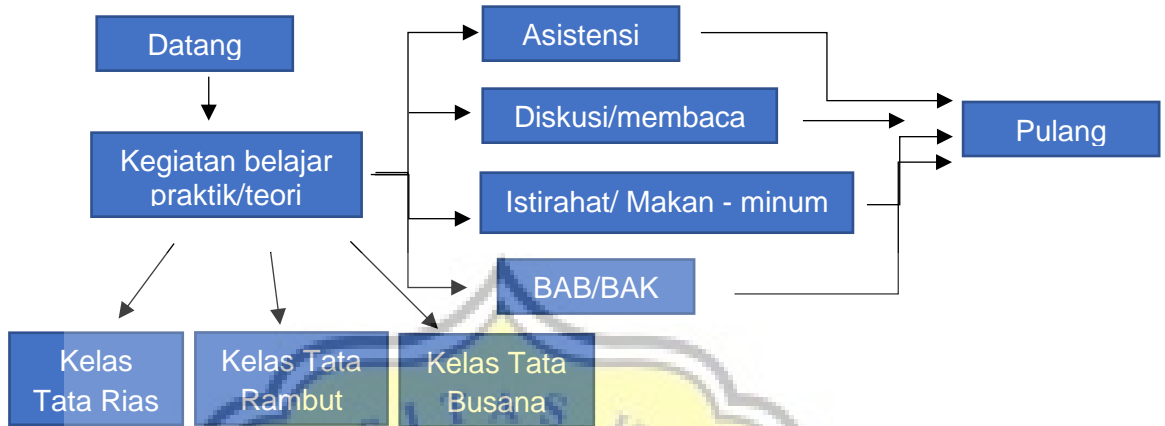 Datang
Asistensi
Diskusi/membaca
Pulang
Kegiatan belajar
praktik/teori
Istirahat/ Makan - minum
BAB/BAK
Kelas
Tata Rias
Kelas Tata
Rambut
Kelas Tata
Busana